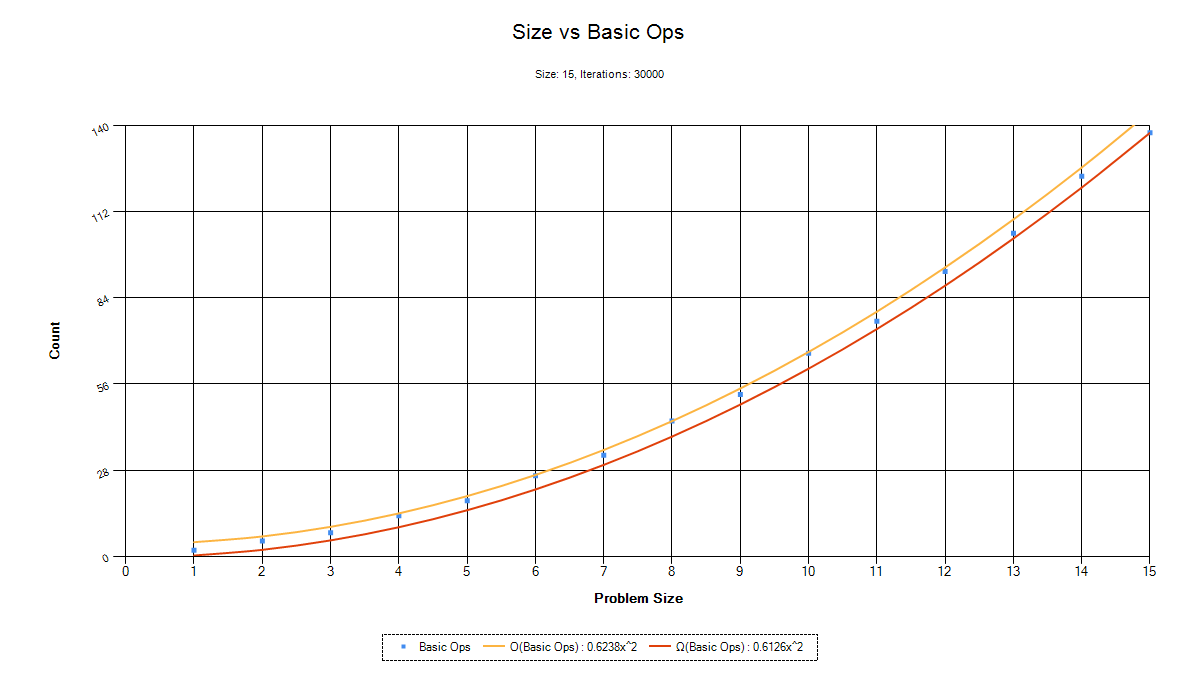 Size vs Basic Ops
Size: 15, Iterations: 30000
140
112
84
56
28
0
Count
0 1 2 3 4 5 6 7 8 9 10 11 12 13 14 15
Problem Size
Basic Ops O(Basic Ops) : 0.6238x^2 Ω(Basic Ops) : 0.6126x^2